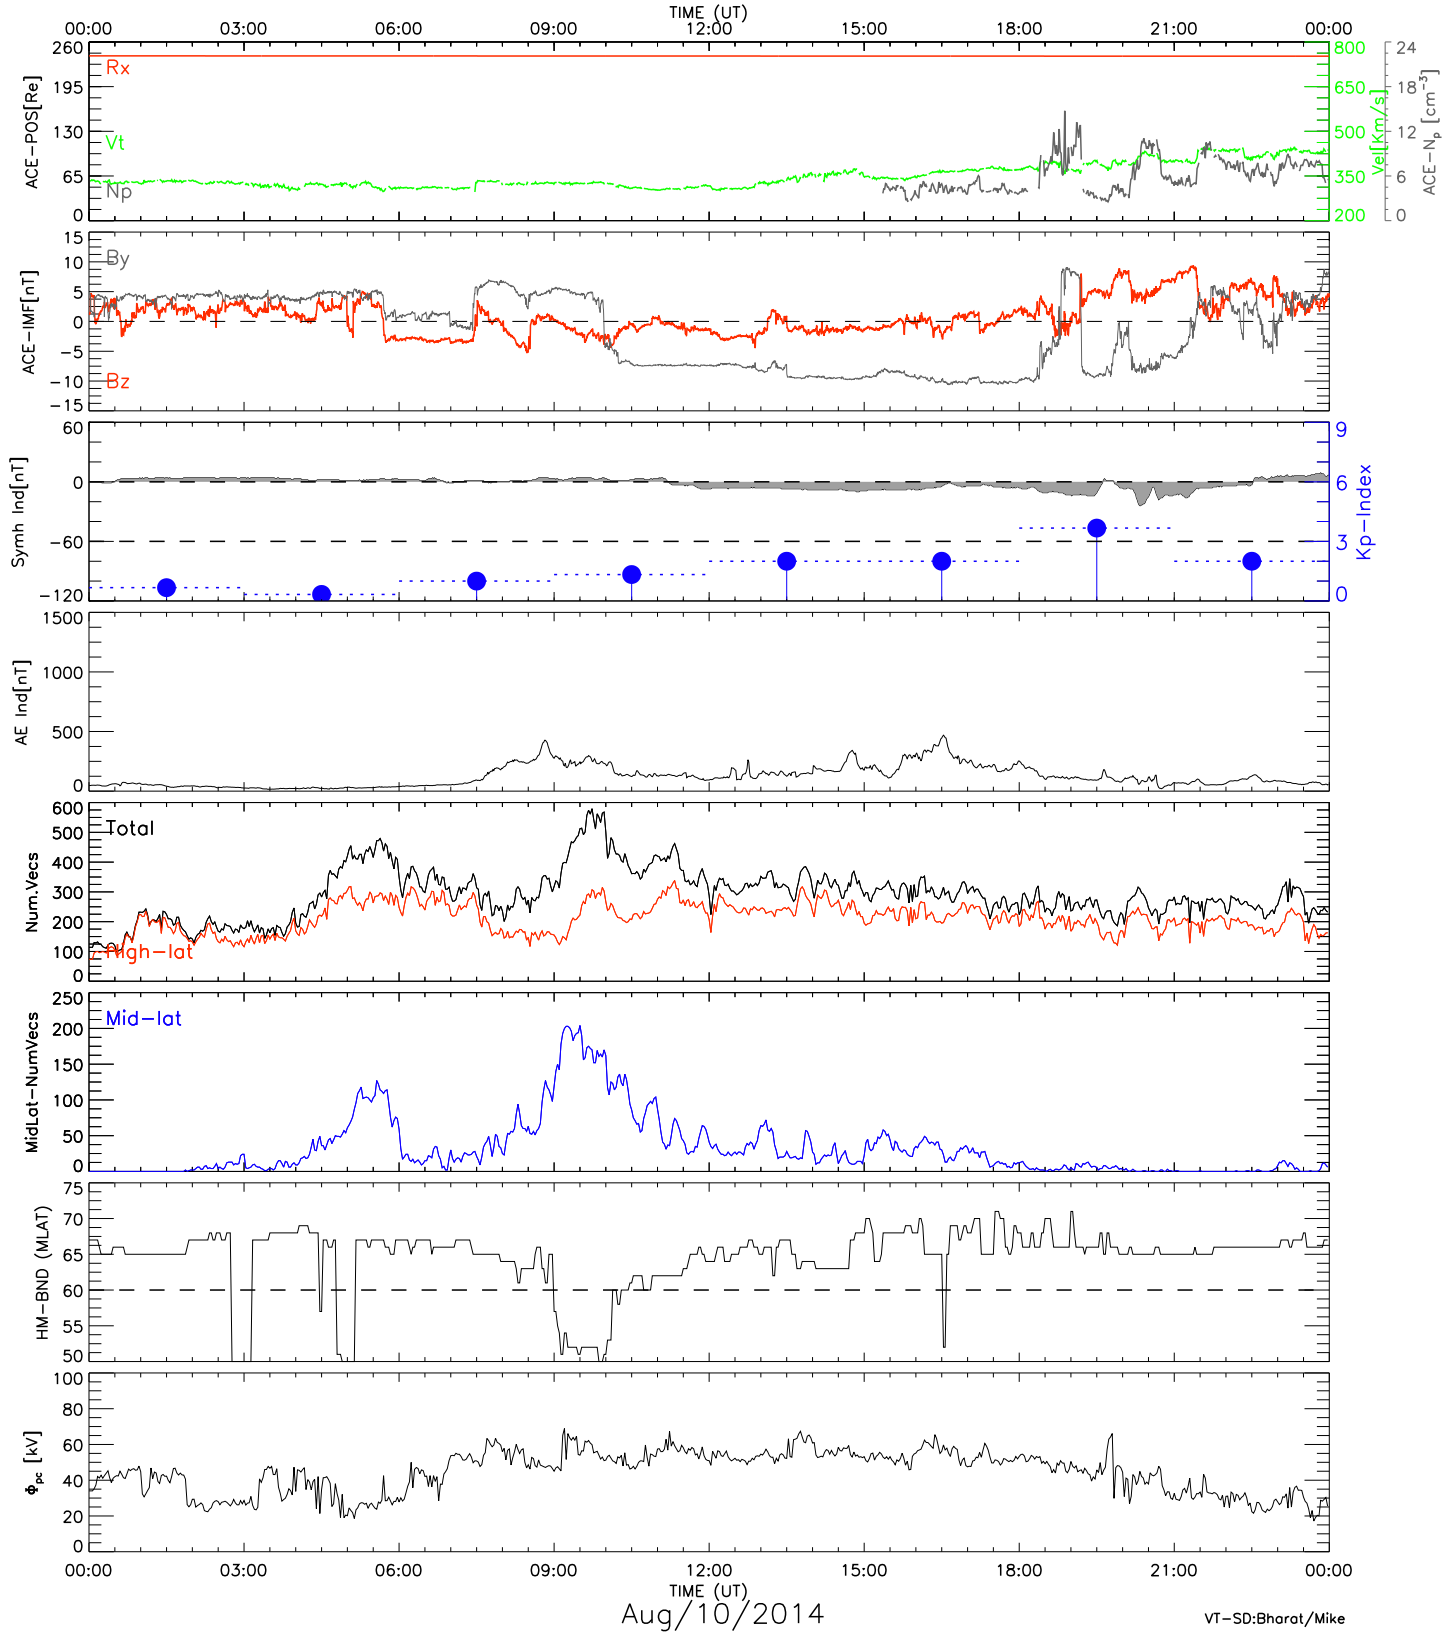 TIME (UT)
00:00 03:00 06:00 09:00 12:00 15:00 18:00 21:00 00:00
ACE-POS[Re]
260
195
130
65
0
Rx
Vt
Np
800
650
500
350
200
Vel[Km/s]
24
18
12
6
0
ACE-Np [cm-3]
ACE-IMF[nT]
15
10
5
0
-5
-10
-15
By
Bz
Symh Ind[nT]
60
0
-60
-120
9
6
3
0
Kp-Index
AE Ind[nT]
1500
1000
500
0
Num.Vecs
600
500
400
300
200
100
0
Total
High-lat
MidLat-NumVecs
250
200
150
100
50
0
Mid-lat
HM-BND (MLAT)
75
70
65
60
55
50
Φpc [kV]
100
80
60
40
20
0
00:00 03:00 06:00 09:00 12:00 15:00 18:00 21:00 00:00
TIME (UT)
Aug/10/2014
VT-SD:Bharat/Mike